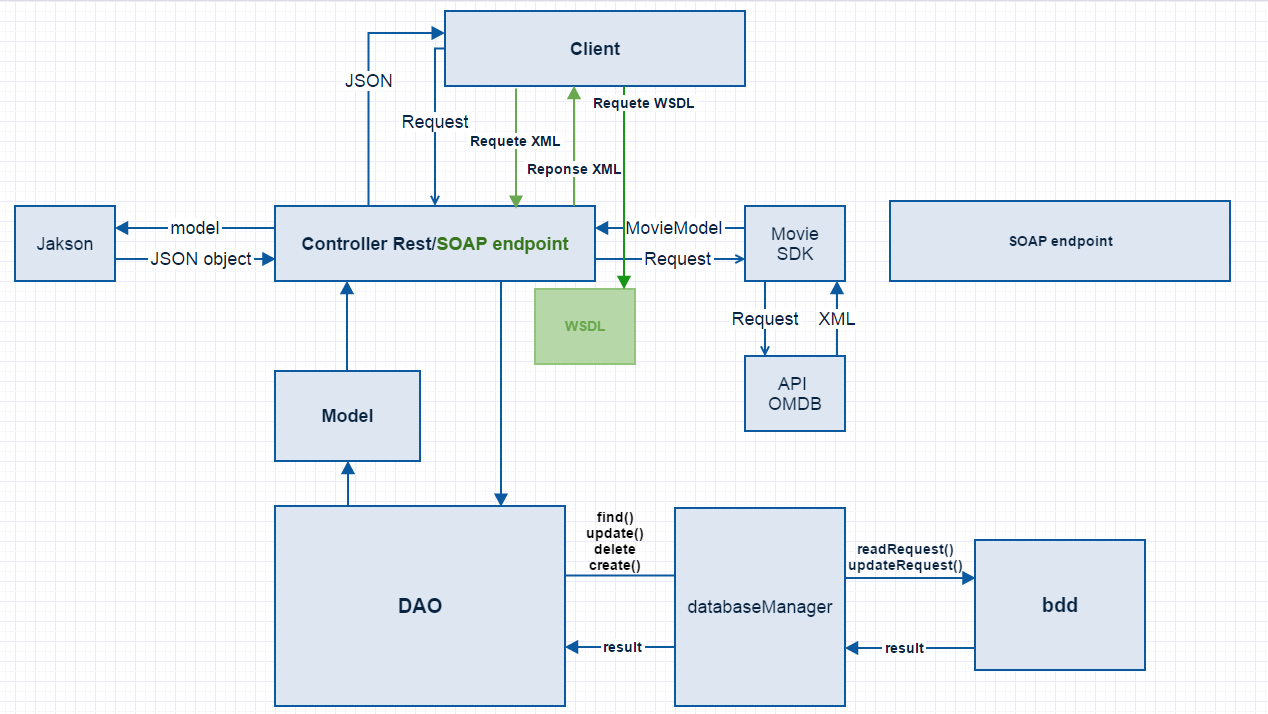 Client
JSON
Requete WSDL
Request
Requete XML
Reponse XML
Jakson
model
JSON object
Controller Rest/SOAP endpoint
MovieModel
Request
Movie
SDK
SOAP endpoint
WSDL
Request
XML
API
OMDB
Model
DAO
find()
update()
delete
create()
result
databaseManager
readRequest()
updateRequest()
result
bdd